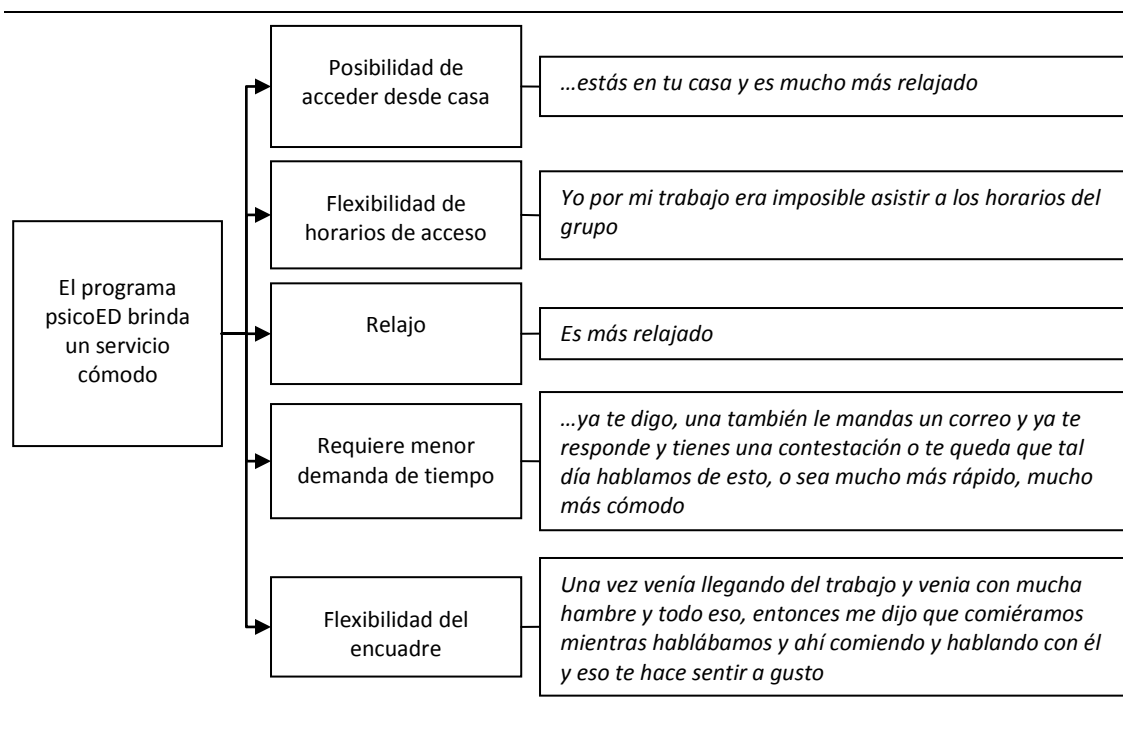 Posibilidad de
acceder desde casa
…estás en tu casa y es mucho más relajado
Flexibilidad de
horarios de acceso
Yo por mi trabajo era imposible asistir a los horarios del
grupo
El programa
psicoED brinda
un servicio
cómodo
Relajo
Es más relajado
Requiere menor
demanda de tiempo
…ya te digo, una también le mandas un correo y ya te
responde y tienes una contestación o te queda que tal
día hablamos de esto, o sea mucho más rápido, mucho
más cómodo
Flexibilidad del
encuadre
Una vez venía llegando del trabajo y venia con mucha
hambre y todo eso, entonces me dijo que comiéramos
mientras hablábamos y ahí comiendo y hablando con él
y eso te hace sentir a gusto